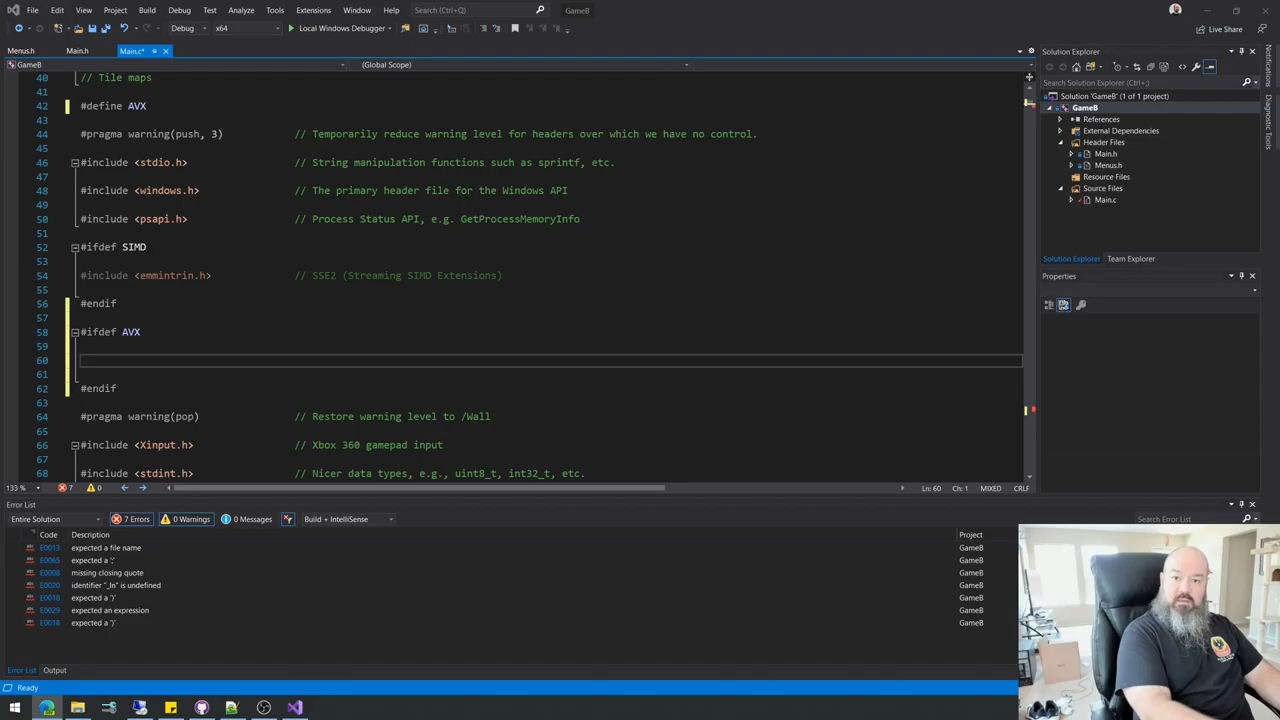 File Edit View Git Project Build Debug Test Analyze Tools Extensions Window Help Search (Ctrl+Q) GameB
Debug x64 Local Windows Debugger Live Share
Menus.h Main.h Main.c*
GameB (Global Scope)
40 // Tile maps
41
42 #define AVX
43
44 #pragma warning(push, 3) // Temporarily reduce warning level for headers over which we have no control.
45
46 #include <stdio.h> // String manipulation functions such as sprintf, etc.
47
48 #include <windows.h> // The primary header file for the Windows API
49
50 #include <psapi.h> // Process Status API, e.g. GetProcessMemoryInfo
51
52 #ifdef SIMD
53
54 #include <emmintrin.h> // SSE2 (Streaming SIMD Extensions)
55
56 #endif
57
58 #ifdef AVX
59
60
61
62 #endif
63
64 #pragma warning(pop) // Restore warning level to /Wall
65
66 #include <Xinput.h> // Xbox 360 gamepad input
67
68 #include <stdint.h> // Nicer data types, e.g., uint8_t, int32_t, etc.
133 % 7 0 Ln: 60 Ch: 1 MIXED CRLF
Solution Explorer
Search Solution Explorer (Ctrl+;)
Solution 'GameB' (1 of 1 project)
GameB
References
External Dependencies
Header Files
Main.h
Menus.h
Resource Files
Source Files
Main.c
Solution Explorer Team Explorer
Properties
Notifications
Diagnostic Tools
Error List
Entire Solution 7 Errors 0 Warnings 0 Messages Build + IntelliSense Search Error List
Code Description Project
E0013 expected a file name GameB
E0065 expected a ';' GameB
E0008 missing closing quote GameB
E0020 identifier "_In" is undefined GameB
E0018 expected a ')' GameB
E0029 expected an expression GameB
E0018 expected a ')' GameB
Error List Output
Ready